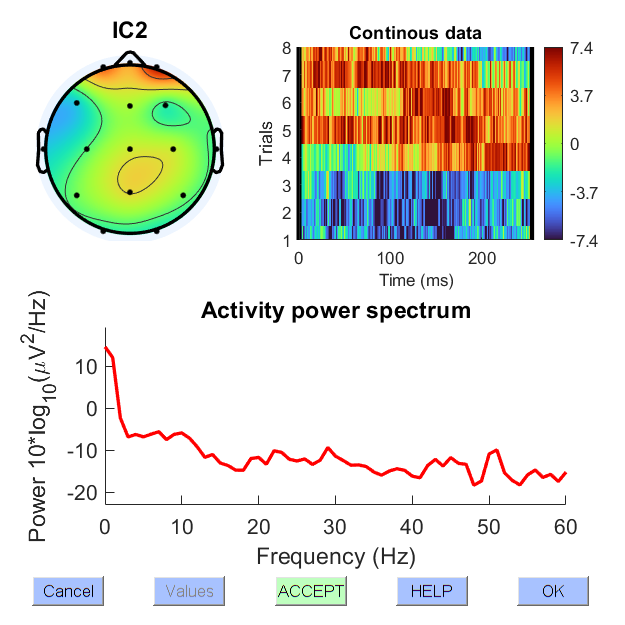 IC2
Continous data
Trials
8
7
6
5
4
3
2
1
0
100
200
Time (ms)
7.4
3.7
0
-3.7
-7.4
Activity power spectrum
Power 10*log₁₀(μV²/Hz)
10
0
-10
-20
0
10
20
30
40
50
60
Frequency (Hz)
Cancel
Values
ACCEPT
HELP
OK